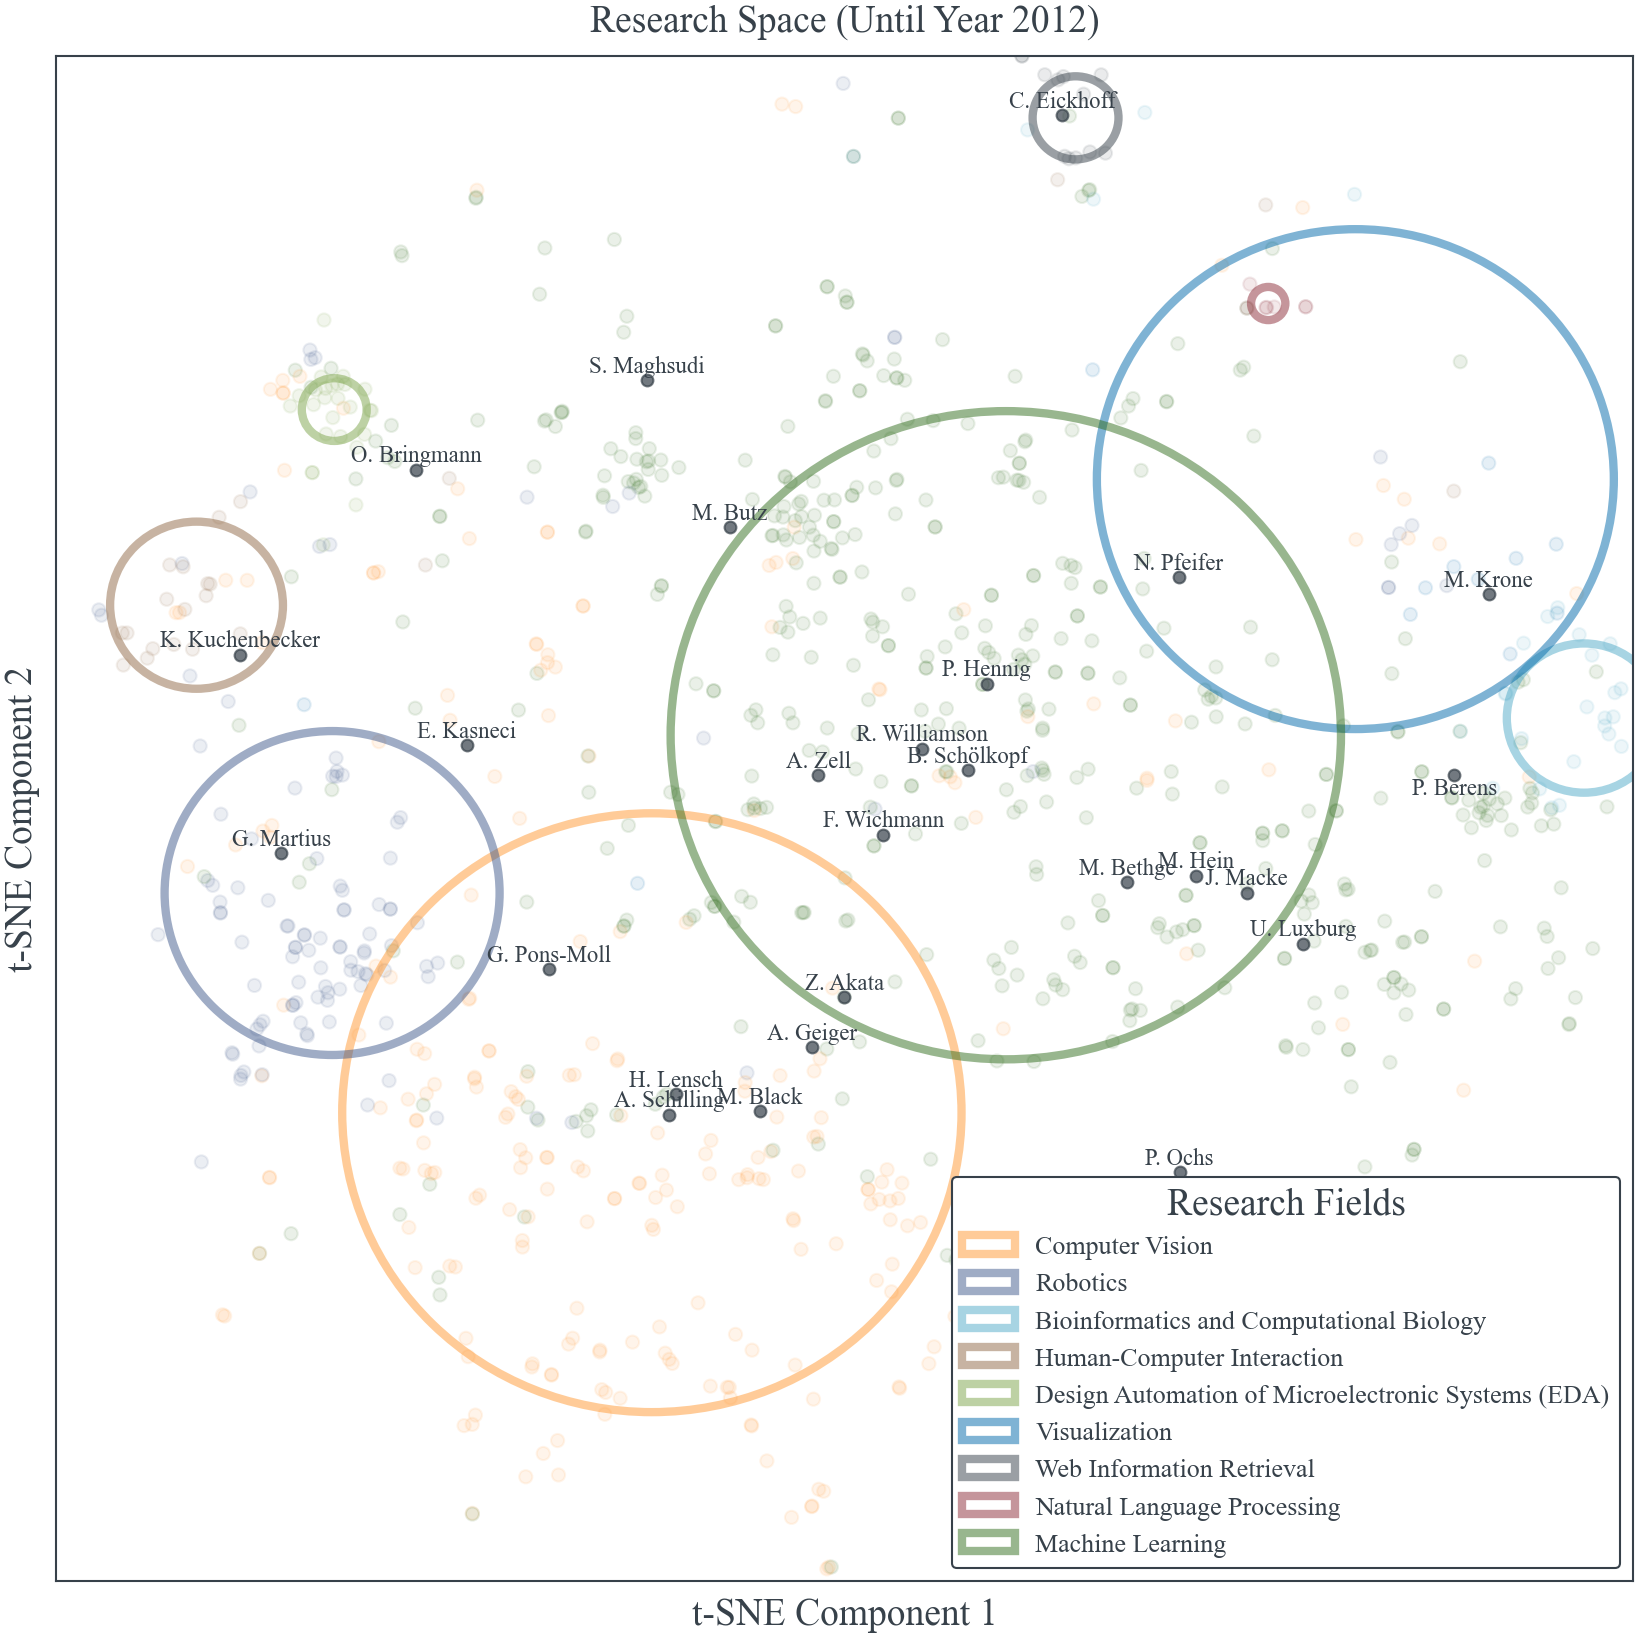 Research Space (Until Year 2012)
C. Eickhoff
S. Maghsudi
O. Bringmann
M. Butz
N. Pfeifer
M. Krone
K. Kuchenbecker
P. Hennig
E. Kasneci
R. Williamson
B. Schölkopf
A. Zell
P. Berens
F. Wichmann
G. Martius
M. Hein
M. Bethge
J. Macke
U. Luxburg
G. Pons-Moll
Z. Akata
A. Geiger
H. Lensch
A. Schilling
M. Black
P. Ochs
Research Fields
Computer Vision
Robotics
Bioinformatics and Computational Biology
Human-Computer Interaction
Design Automation of Microelectronic Systems (EDA)
Visualization
Web Information Retrieval
Natural Language Processing
Machine Learning
t-SNE Component 1
t-SNE Component 2